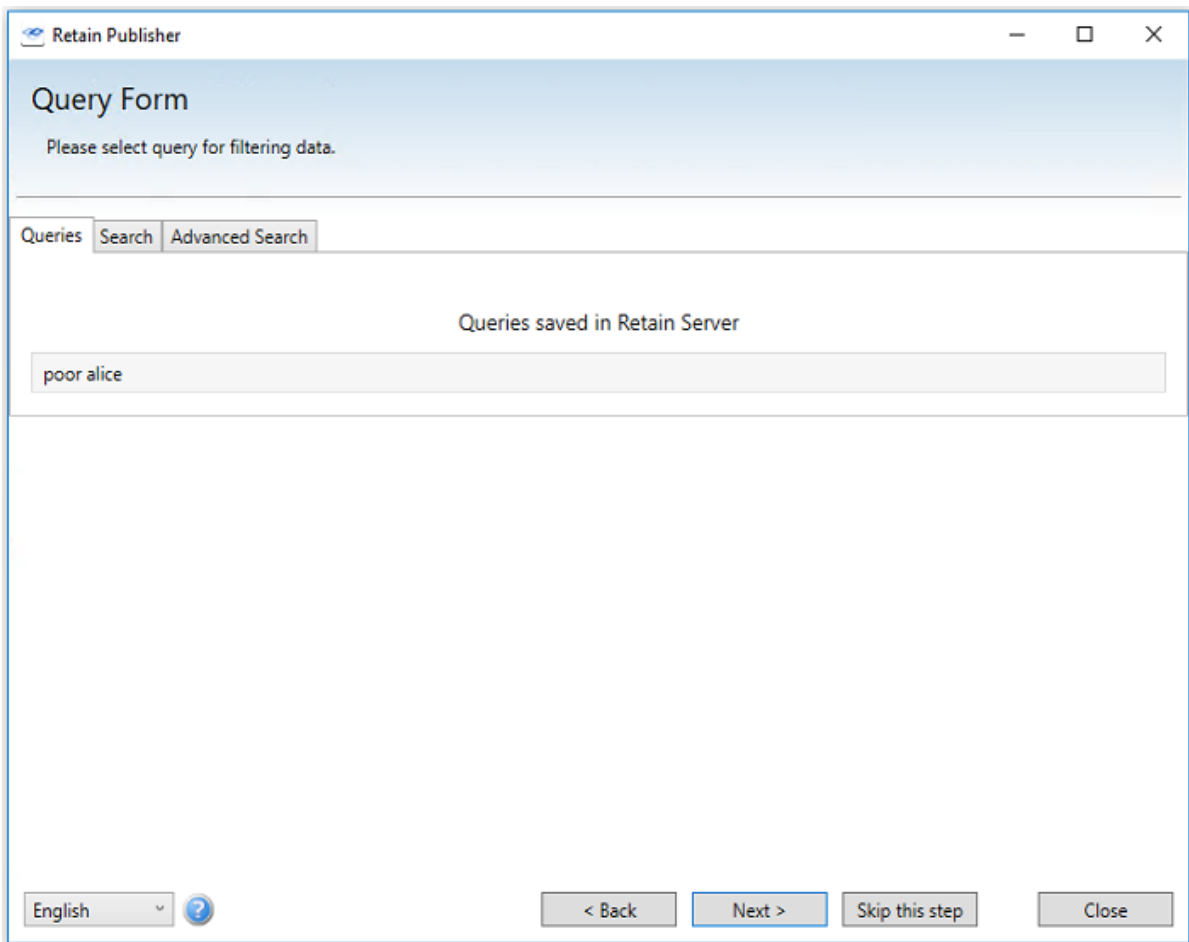 Retain Publisher
Query Form
Please select query for filtering data.
Queries Search Advanced Search
Queries saved in Retain Server
poor alice
English ? < Back Next > Skip this step Close